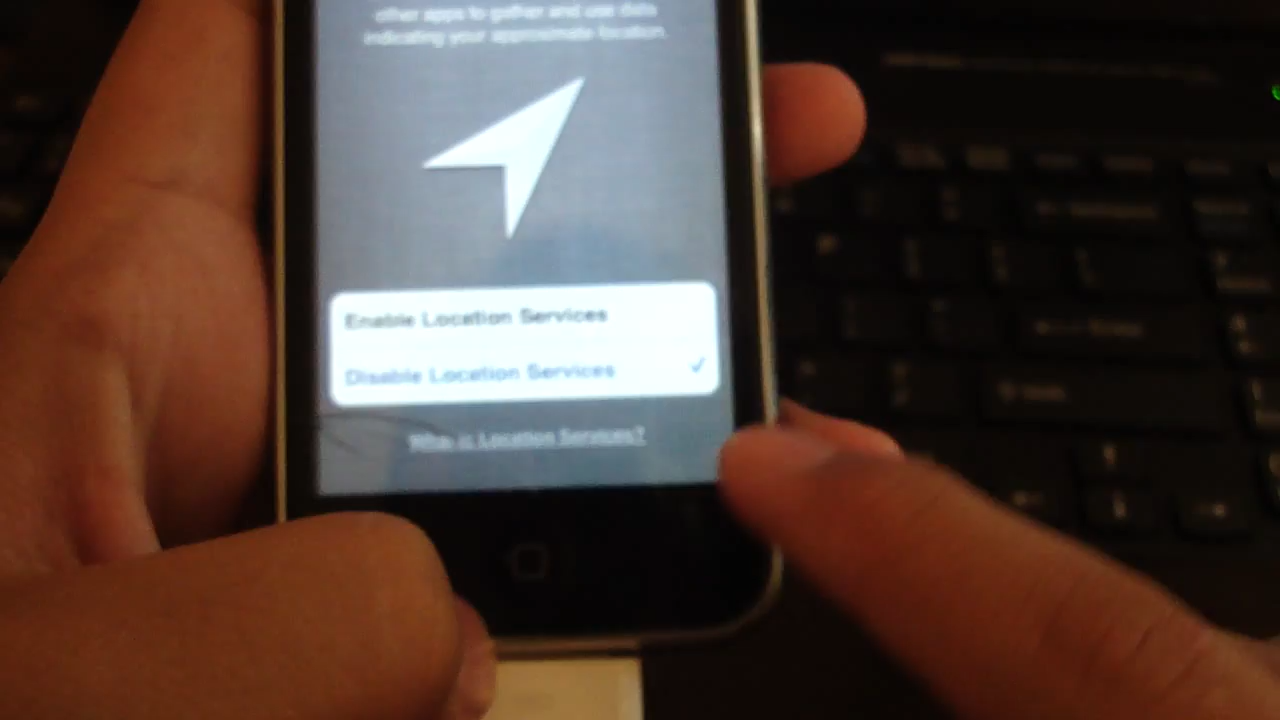 other apps to gather and use data
indicating your approximate location.
Enable Location Services
Disable Location Services
What is Location Services?